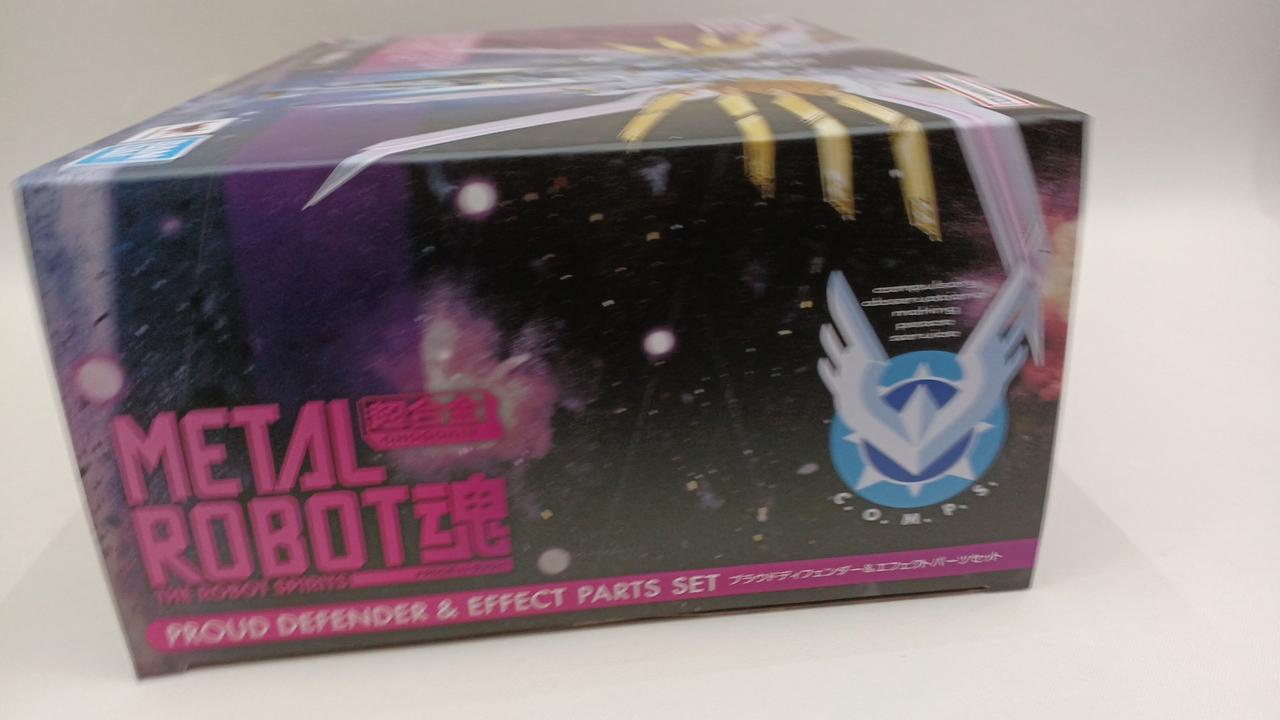 METAL
超合金
ROBOT魂
THE ROBOT SPIRITS
PROUD DEFENDER & EFFECT PARTS SET プラウドディフェンダー&エフェクトパーツセット
C. O. M. P. S.